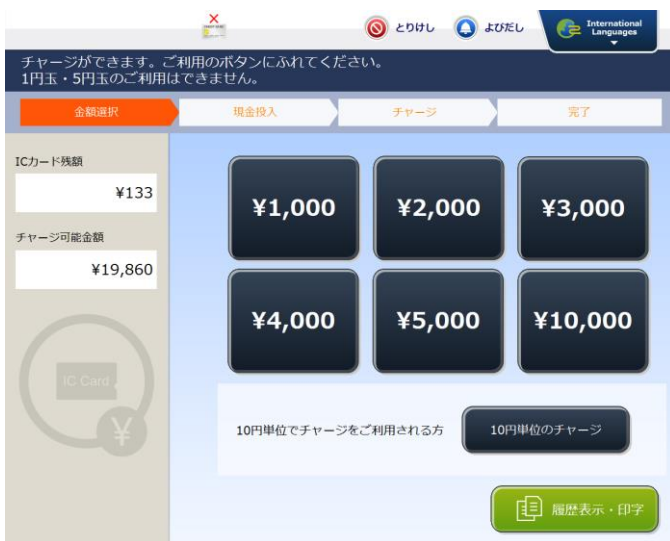 とりけし
よびだし
International
Languages
チャージができます。ご利用のボタンにふれてください。
1円玉・5円玉のご利用はできません。
金額選択
現金投入
チャージ
完了
ICカード残額
¥133
チャージ可能金額
¥19,860
IC Card
¥
¥1,000
¥2,000
¥3,000
¥4,000
¥5,000
¥10,000
10円単位でチャージをご利用される方
10円単位のチャージ
履歴表示・印字